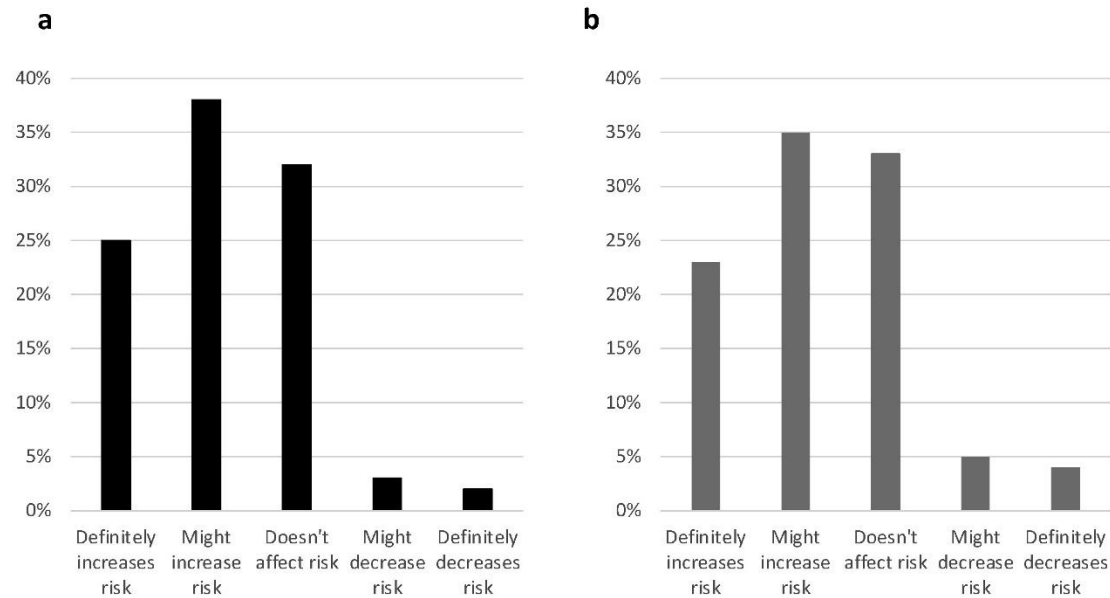 a
40%
35%
30%
25%
20%
15%
10%
5%
0%
Definitely
increases
risk
Might
increase
risk
Doesn't
affect risk
Might
decrease
risk
Definitely
decreases
risk
b
40%
35%
30%
25%
20%
15%
10%
5%
0%
Definitely
increases
risk
Might
increase
risk
Doesn't
affect risk
Might
decrease risk
Definitely
decreases
risk